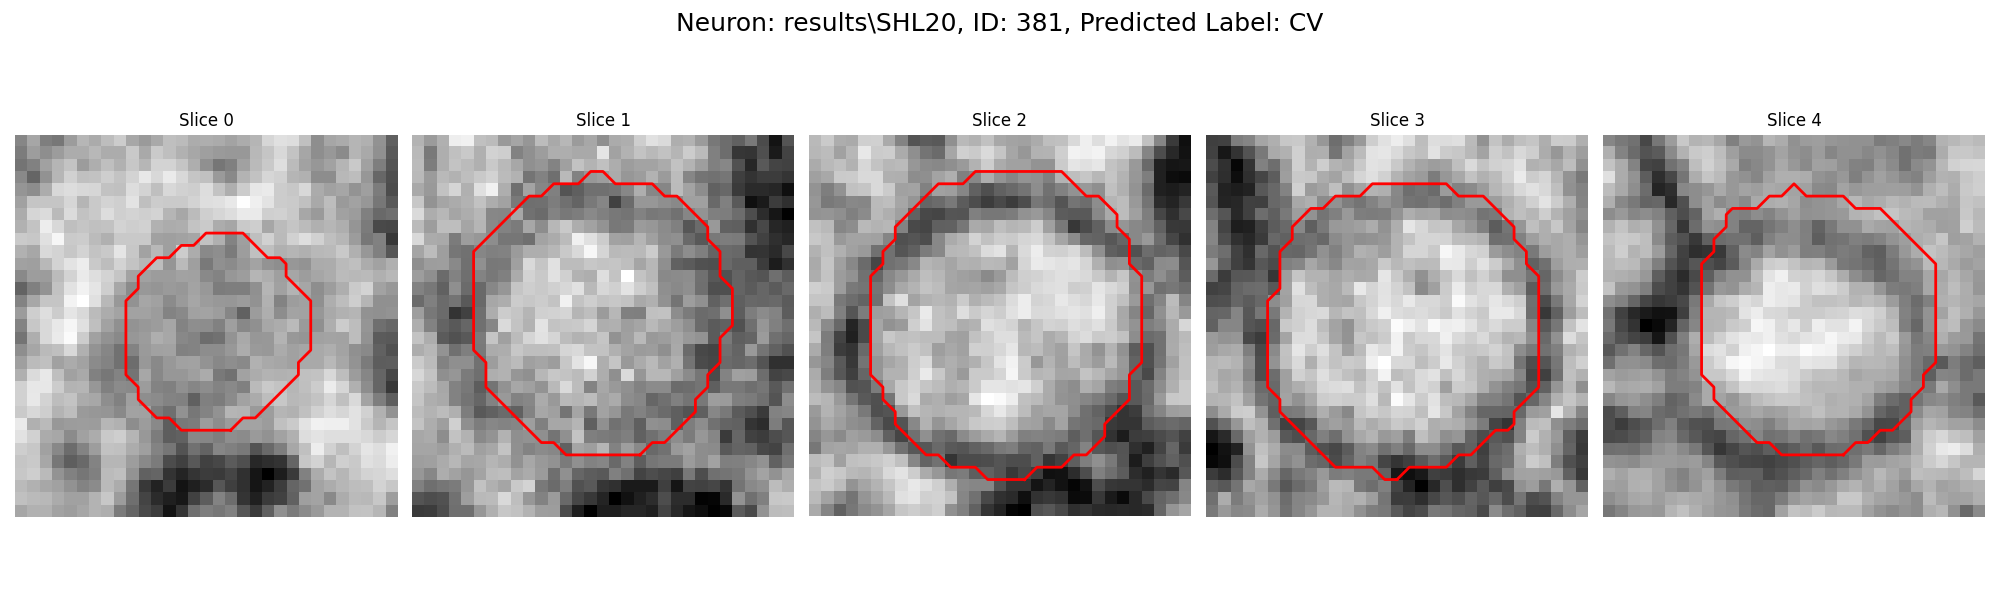 Neuron: results\SHL20, ID: 381, Predicted Label: CV
Slice 0
Slice 1
Slice 2
Slice 3
Slice 4